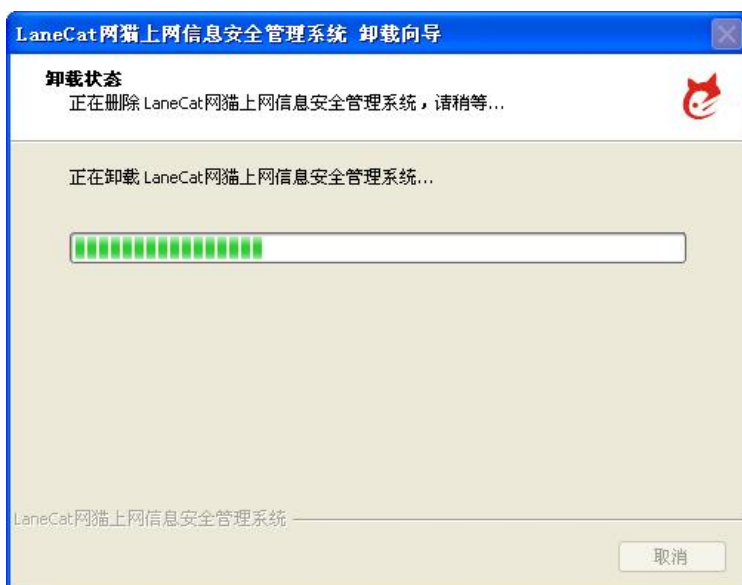 LaneCat网猫上网信息安全管理系统 卸载向导
卸载状态
正在删除 LaneCat网猫上网信息安全管理系统，请稍等...
正在卸载 LaneCat网猫上网信息安全管理系统...
LaneCat网猫上网信息安全管理系统
取消